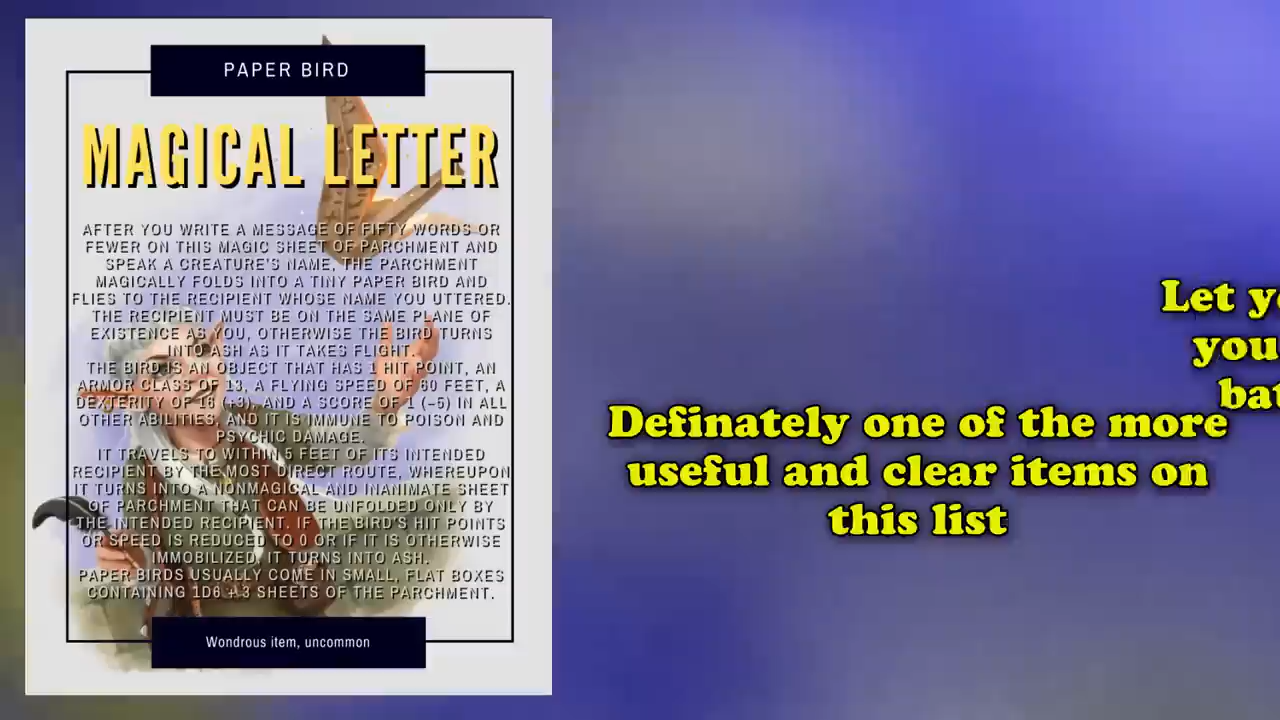 PAPER BIRD
MAGICAL LETTER
AFTER YOU WRITE A MESSAGE OF FIFTY WORDS OR
FEWER ON THIS MAGIC SHEET OF PARCHMENT AND
SPEAK A CREATURE'S NAME, THE PARCHMENT
MAGICALLY FOLDS INTO A TINY PAPER BIRD AND
FLIES TO THE RECIPIENT WHOSE NAME YOU UTTERED.
THE RECIPIENT MUST BE ON THE SAME PLANE OF
EXISTENCE AS YOU, OTHERWISE THE BIRD TURNS
INTO ASH AS IT TAKES FLIGHT.
THE BIRD IS AN OBJECT THAT HAS 1 HIT POINT, AN
ARMOR CLASS OF 13, A FLYING SPEED OF 60 FEET, A
DEXTERITY OF 16 (+3), AND A SCORE OF 1 (−5) IN ALL
OTHER ABILITIES, AND IT IS IMMUNE TO POISON AND
PSYCHIC DAMAGE.
IT TRAVELS TO WITHIN 5 FEET OF ITS INTENDED
RECIPIENT BY THE MOST DIRECT ROUTE, WHEREUPON
IT TURNS INTO A NONMAGICAL AND INANIMATE SHEET
OF PARCHMENT THAT CAN BE UNFOLDED ONLY BY
THE INTENDED RECIPIENT. IF THE BIRD'S HIT POINTS
OR SPEED IS REDUCED TO 0 OR IF IT IS OTHERWISE
IMMOBILIZED, IT TURNS INTO ASH.
PAPER BIRDS USUALLY COME IN SMALL, FLAT BOXES
CONTAINING 1D6 + 3 SHEETS OF THE PARCHMENT.
Wondrous item, uncommon
Let
you
Definately one of the more
useful and clear items on
this list